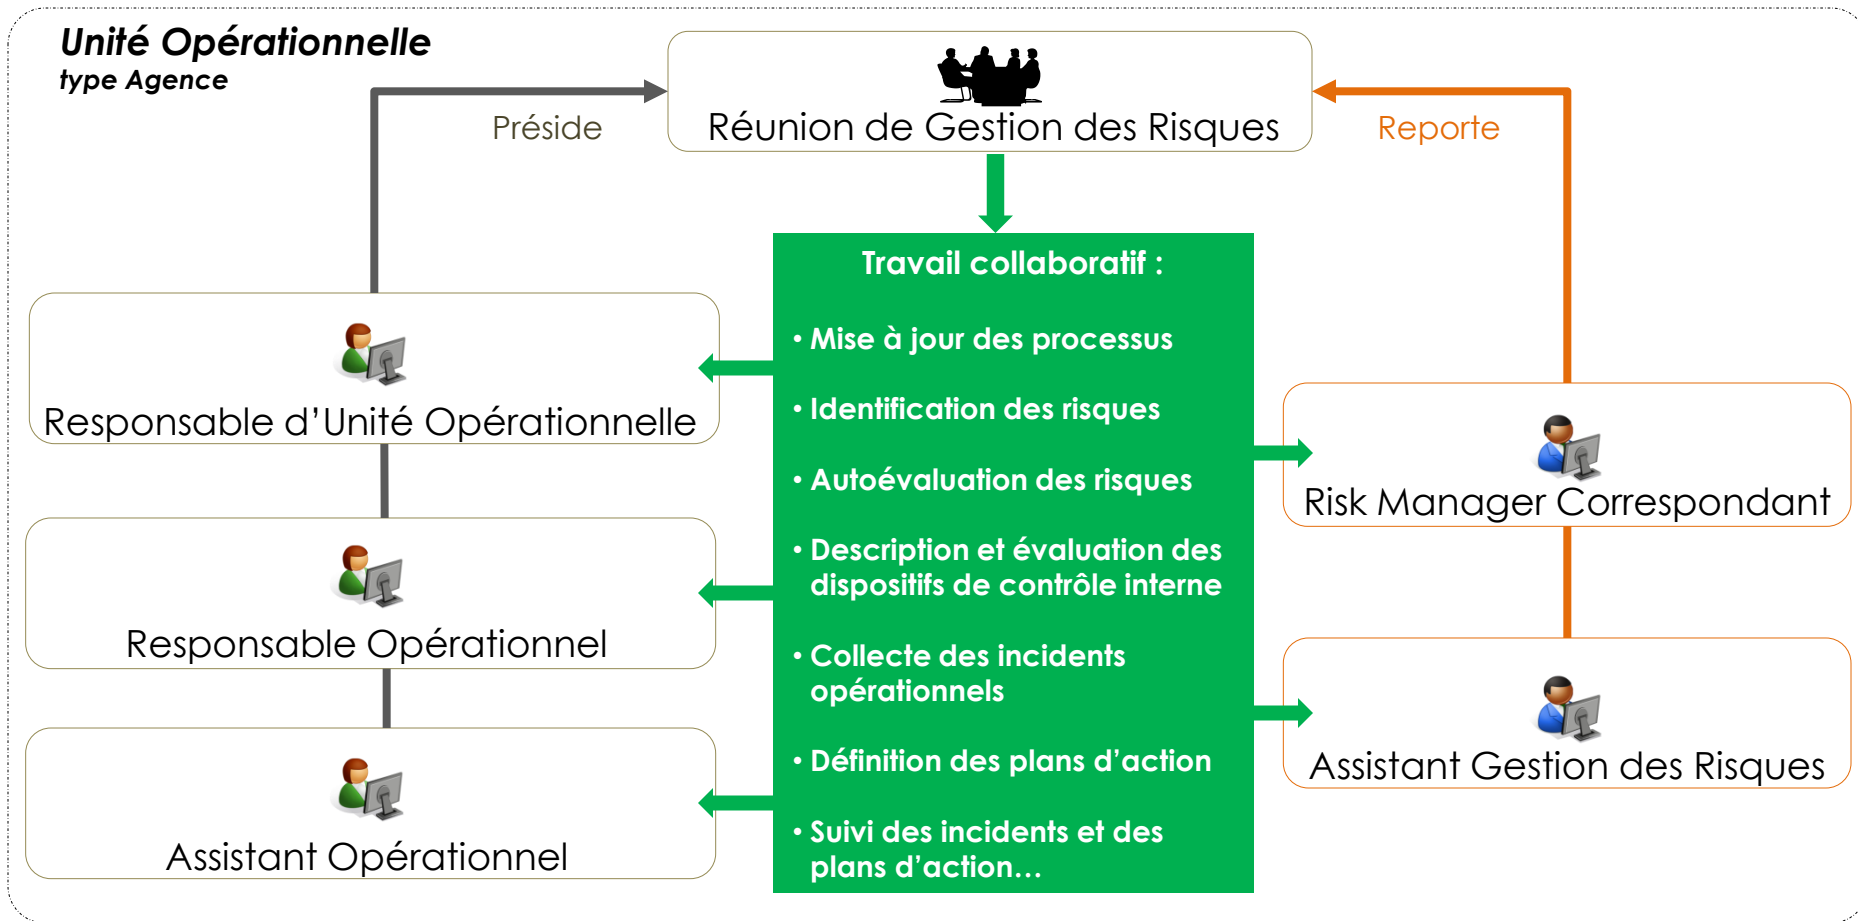 Unité Opérationnelle
type Agence
Préside
Réunion de Gestion des Risques
Reporte
Travail collaboratif :
• Mise à jour des processus
• Identification des risques
• Autoévaluation des risques
• Description et évaluation des
dispositifs de contrôle interne
• Collecte des incidents
opérationnels
• Définition des plans d’action
• Suivi des incidents et des
plans d’action…
Responsable d’Unité Opérationnelle
Responsable Opérationnel
Assistant Opérationnel
Risk Manager Correspondant
Assistant Gestion des Risques